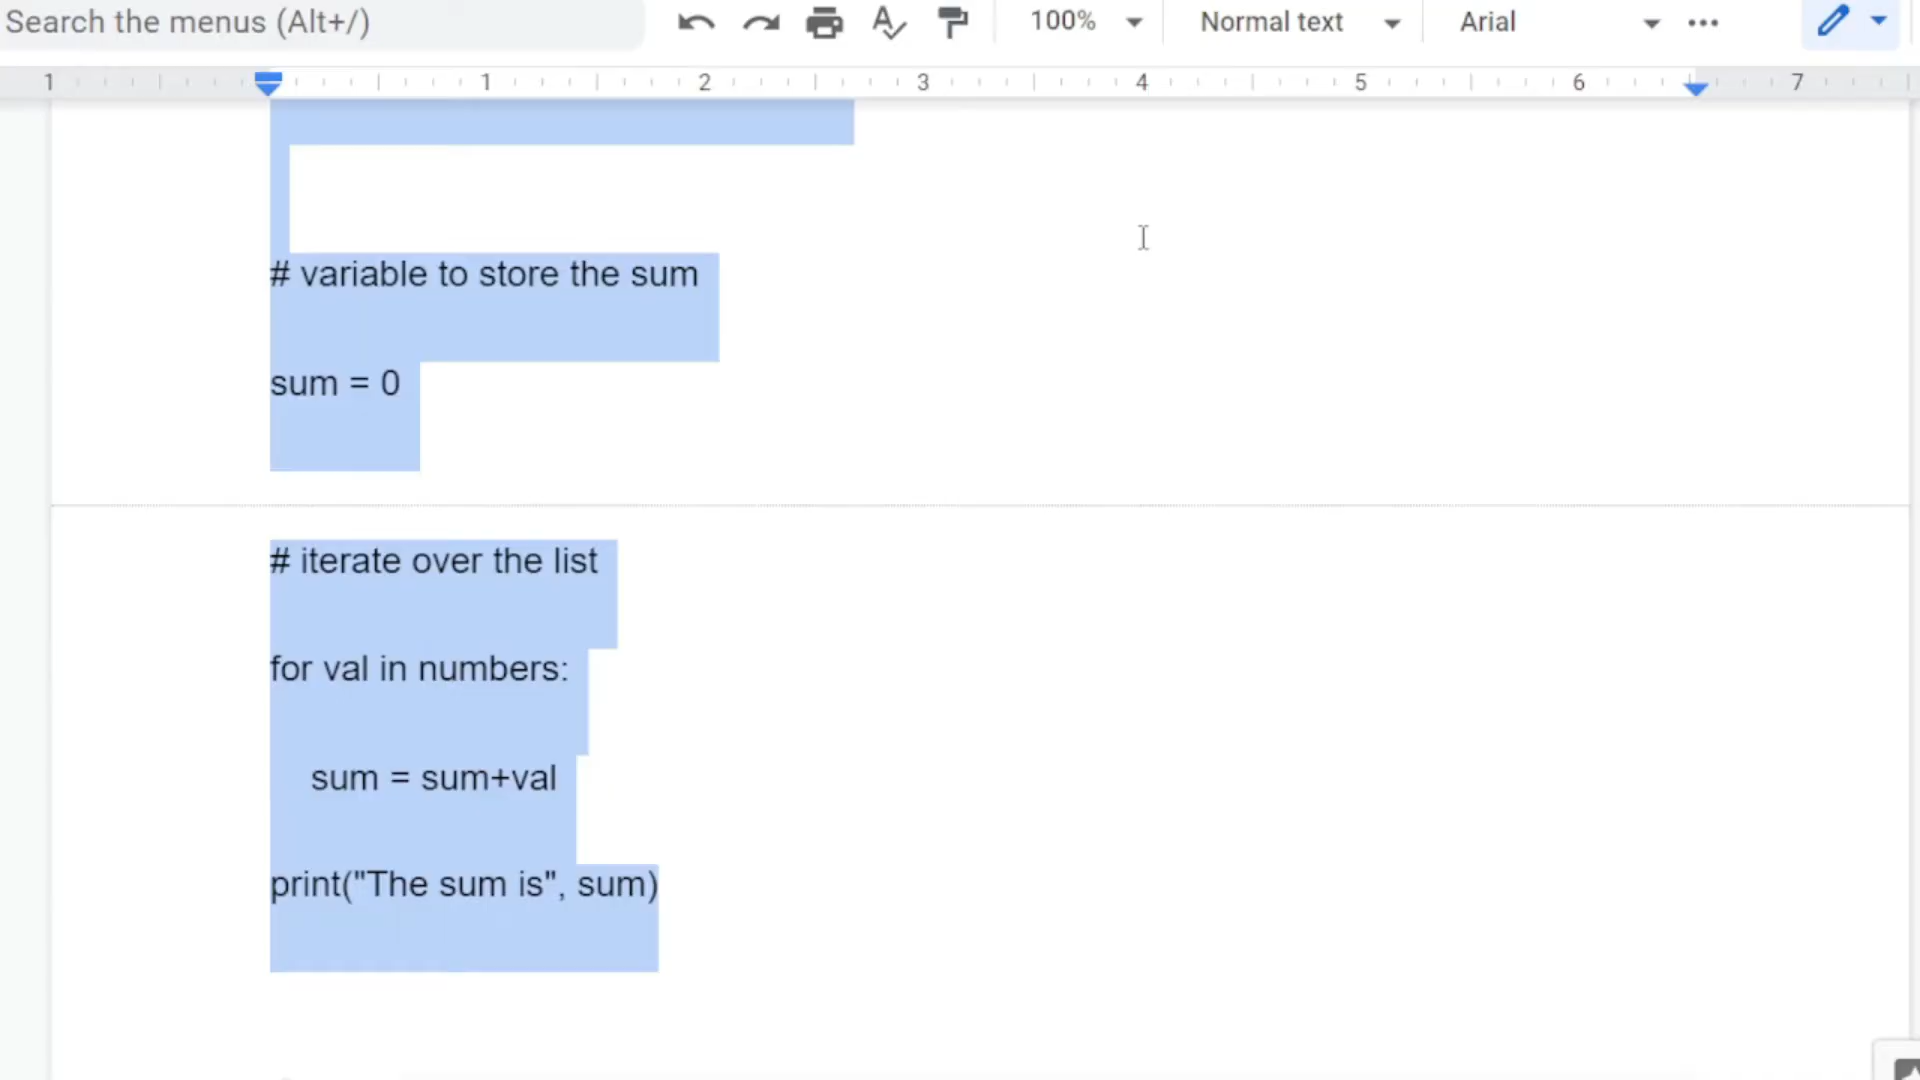 Search the menus (Alt+/)
100%
Normal text
Arial
1 1 2 3 4 5 6 7
# variable to store the sum
sum = 0
# iterate over the list
for val in numbers:
sum = sum+val
print("The sum is", sum)